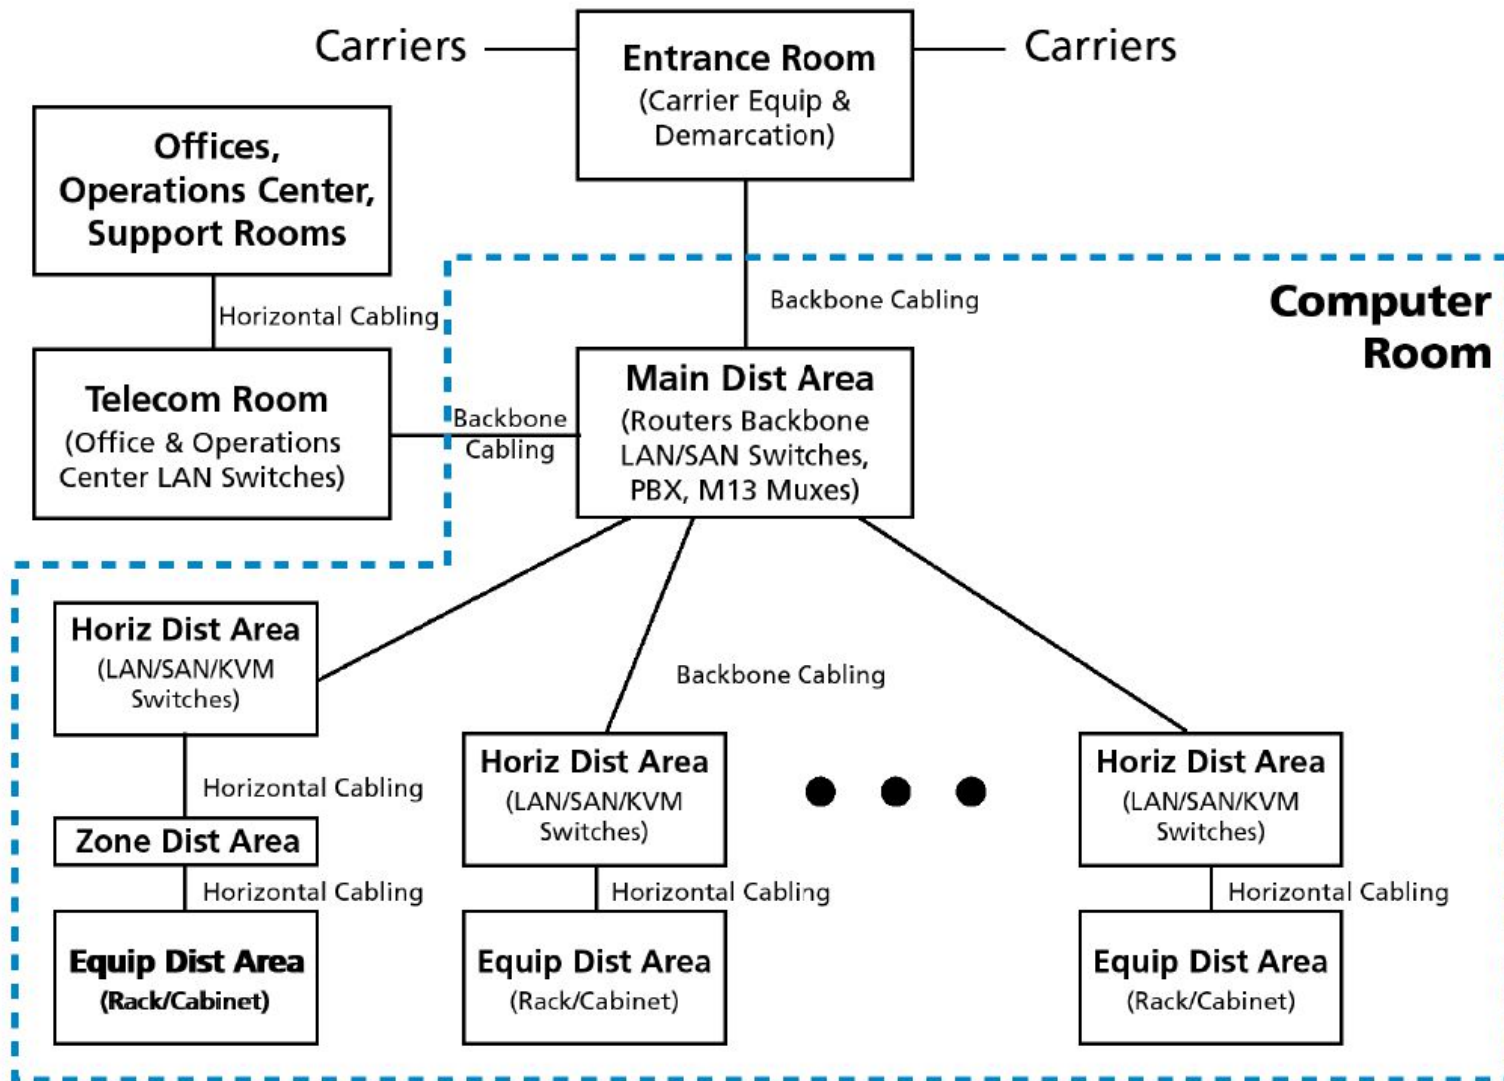 Carriers
Entrance Room
(Carrier Equip &
Demarcation)
Carriers
Offices,
Operations Center,
Support Rooms
Horizontal Cabling
Backbone Cabling
Computer
Room
Telecom Room
(Office & Operations
Center LAN Switches)
Backbone
Cabling
Main Dist Area
(Routers Backbone
LAN/SAN Switches,
PBX, M13 Muxes)
Backbone Cabling
Horiz Dist Area
(LAN/SAN/KVM
Switches)
Horizontal Cabling
Zone Dist Area
Horizontal Cabling
Equip Dist Area
(Rack/Cabinet)
Horiz Dist Area
(LAN/SAN/KVM
Switches)
Horizontal Cabling
Equip Dist Area
(Rack/Cabinet)
Horiz Dist Area
(LAN/SAN/KVM
Switches)
Horizontal Cabling
Equip Dist Area
(Rack/Cabinet)